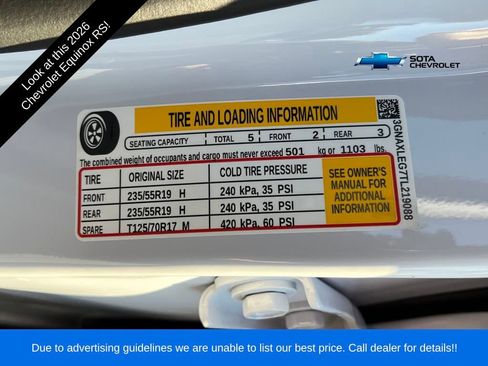 Look at this 2026
Chevrolet Equinox RS!
SOTA
CHEVROLET
TIRE AND LOADING INFORMATION
SEATING CAPACITY TOTAL 5 FRONT 2 REAR 3
The combined weight of occupants and cargo must never exceed 501 kg or 1103 lbs.
TIRE ORIGINAL SIZE COLD TIRE PRESSURE
FRONT 235/55R19 H 240 kPa, 35 PSI
REAR 235/55R19 H 240 kPa, 35 PSI
SPARE T125/70R17 M 420 kPa, 60 PSI
SEE OWNER'S
MANUAL FOR
ADDITIONAL
INFORMATION
3GNAXLEG7TL219088
Due to advertising guidelines we are unable to list our best price. Call dealer for details!!